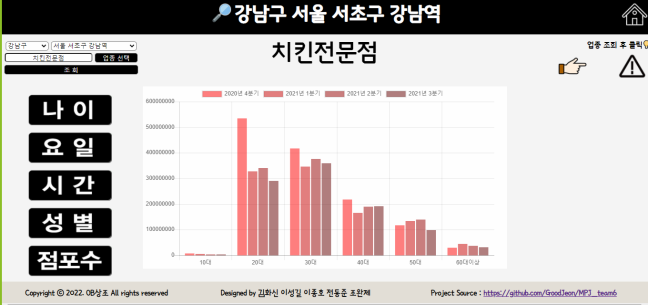 🔎강남구 서울 서초구 강남역
강남구 서울 서초구 강남역
치킨전문점 업종 선택
조 회
치킨전문점
업종 조회 후 클릭
나 이
요 일
시 간
성 별
점포수
2020년 4분기 2021년 1분기 2021년 2분기 2021년 3분기
600000000
500000000
400000000
300000000
200000000
100000000
0
10대 20대 30대 40대 50대 60대이상
Copyright ⓒ 2022. OB상조 All rights reserved Designed by 김화신 이성길 이종호 전동준 조완제 Project Source : https://github.com/GoodJeon/MPJ_team6